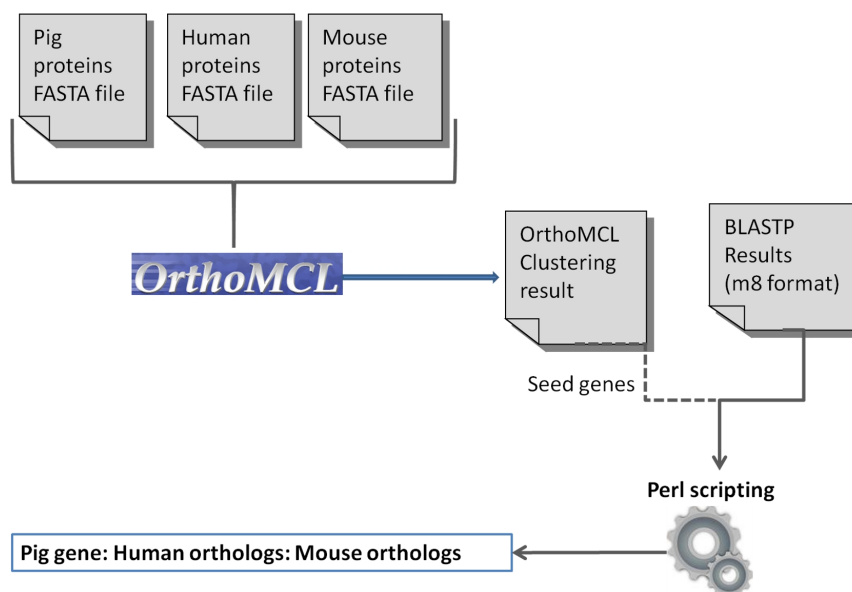 Pig
proteins
FASTA file
Human
proteins
FASTA file
Mouse
proteins
FASTA file
OrthoMCL
OrthoMCL
Clustering
result
BLASTP
Results
(m8 format)
Seed genes
Perl scripting
Pig gene: Human orthologs: Mouse orthologs